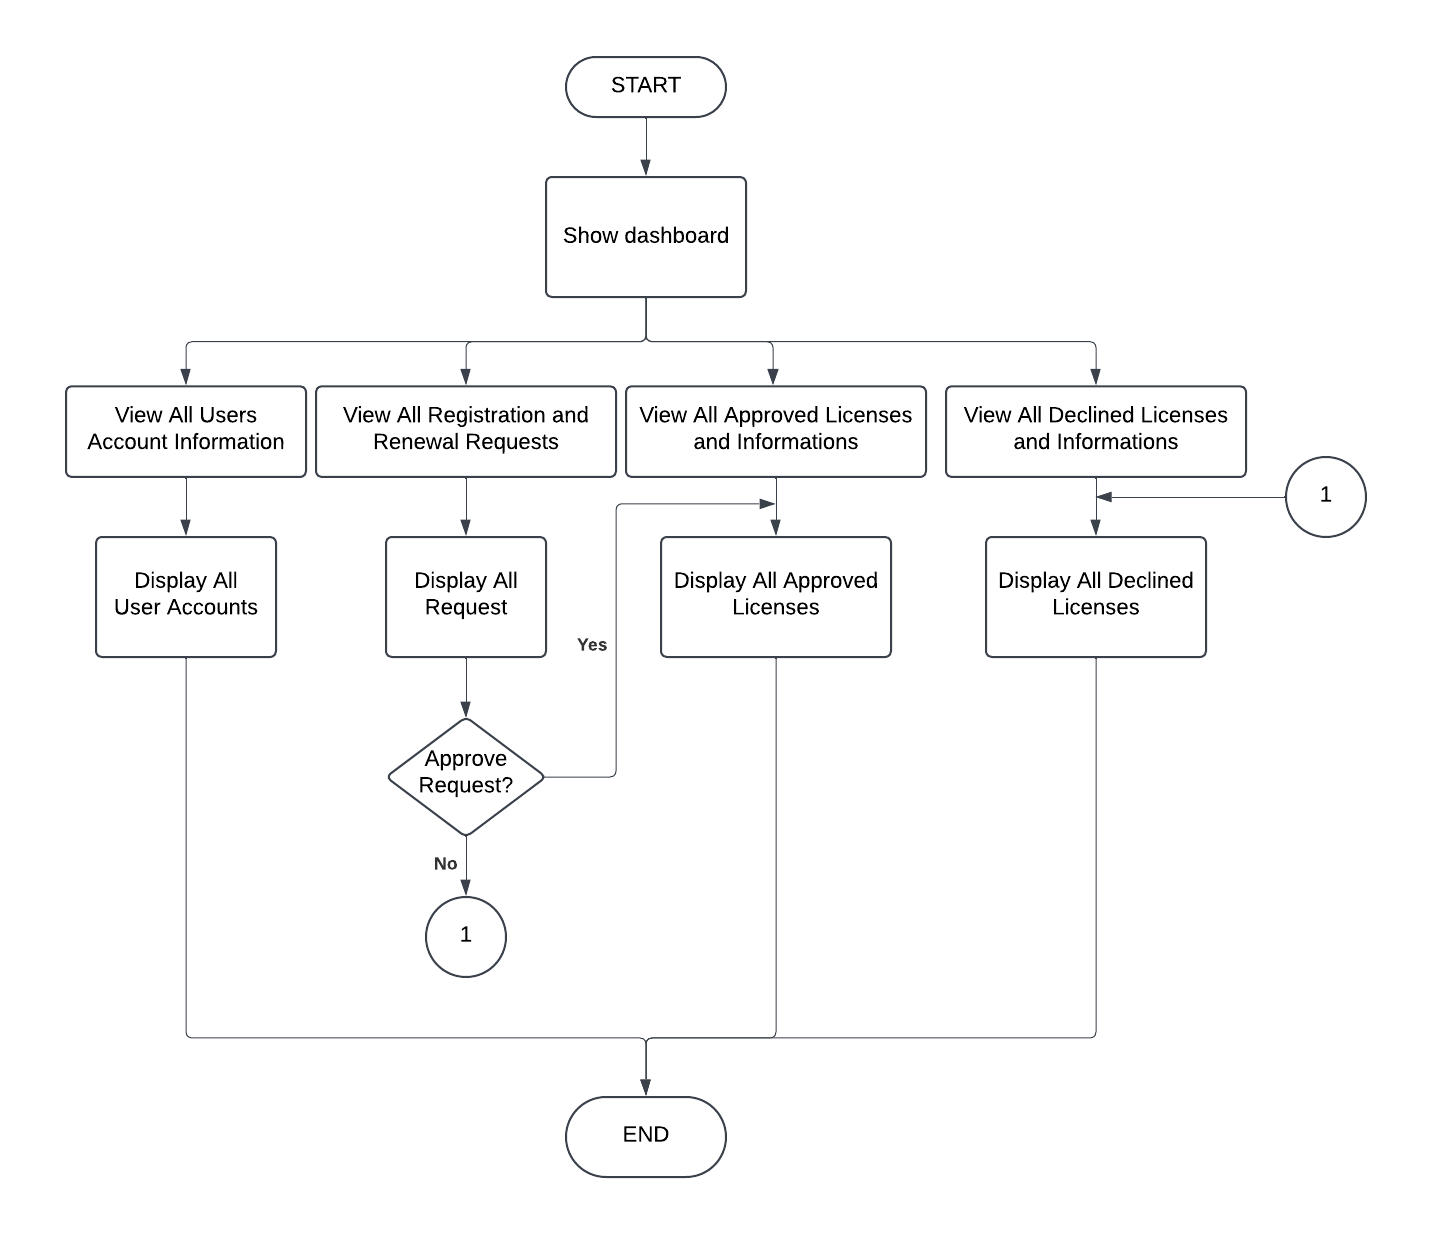 START
Show dashboard
View All Users
Account Information
View All Registration and
Renewal Requests
View All Approved Licenses
and Informations
View All Declined Licenses
and Informations
1
Display All
User Accounts
Display All
Request
Display All Approved
Licenses
Display All Declined
Licenses
Yes
Approve
Request?
No
1
END